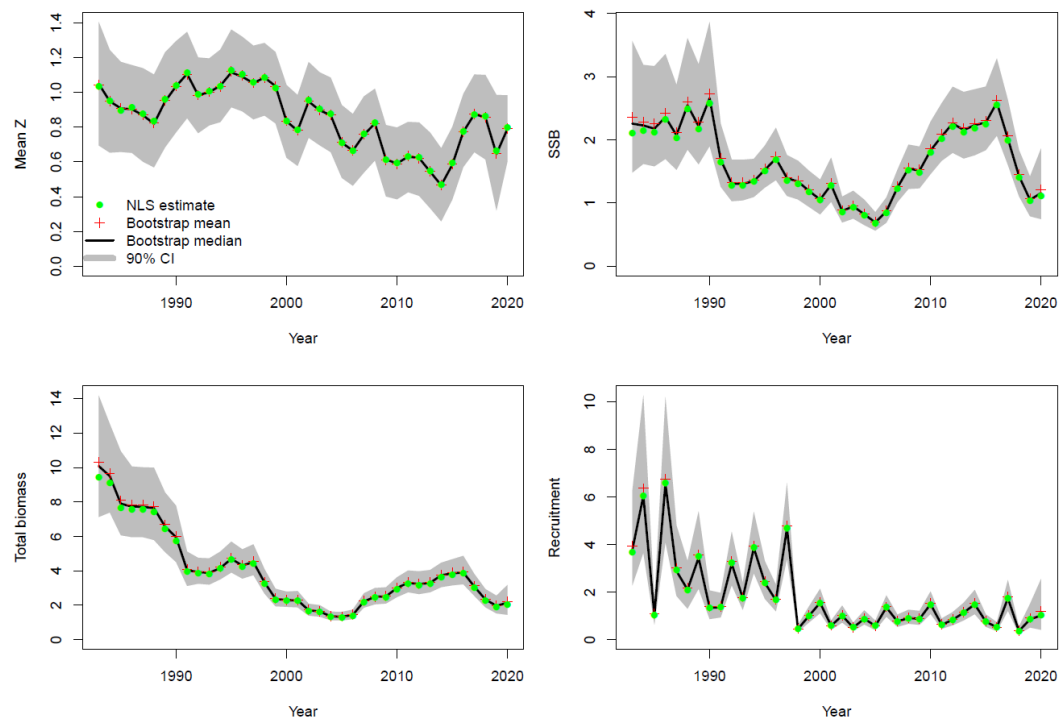 Mean Z
1.4
1.2
1.0
0.8
0.6
0.4
0.2
0.0
NLS estimate
Bootstrap mean
Bootstrap median
90% CI
1990 2000 2010 2020
Year
SSB
4
3
2
1
0
1990 2000 2010 2020
Year
Total biomass
14
12
10
8
6
4
2
0
1990 2000 2010 2020
Year
Recruitment
10
8
6
4
2
0
1990 2000 2010 2020
Year